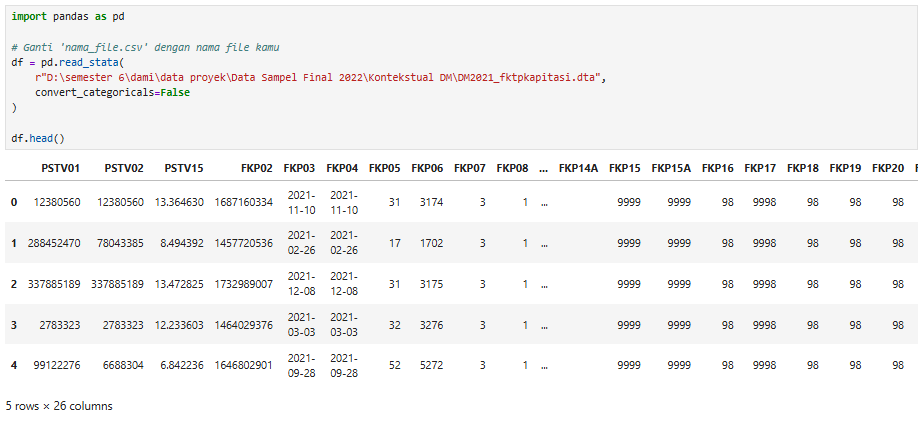 import pandas as pd
# Ganti 'nama_file.csv' dengan nama file kamu
df = pd.read_stata(
r"D:\semester 6\dami\data proyek\Data Sampel Final 2022\Kontekstual DM\DM2021_fktpkapitasi.dta",
convert_categoricals=False
)
df.head()
PSTV01 PSTV02 PSTV15 FKP02 FKP03 FKP04 FKP05 FKP06 FKP07 FKP08 ... FKP14A FKP15 FKP15A FKP16 FKP17 FKP18 FKP19 FKP20
0 12380560 12380560 13.364630 1687160334 2021-11-10 2021-11-10 31 3174 3 1 ... 9999 9999 98 9998 98 98 98
1 288452470 78043385 8.494392 1457720536 2021-02-26 2021-02-26 17 1702 3 1 ... 9999 9999 98 9998 98 98 98
2 337885189 337885189 13.472825 1732989007 2021-12-08 2021-12-08 31 3175 3 1 ... 9999 9999 98 9998 98 98 98
3 2783323 2783323 12.233603 1464029376 2021-03-03 2021-03-03 32 3276 3 1 ... 9999 9999 98 9998 98 98 98
4 99122276 6688304 6.842236 1646802901 2021-09-28 2021-09-28 52 5272 3 1 ... 9999 9999 98 9998 98 98 98
5 rows × 26 columns